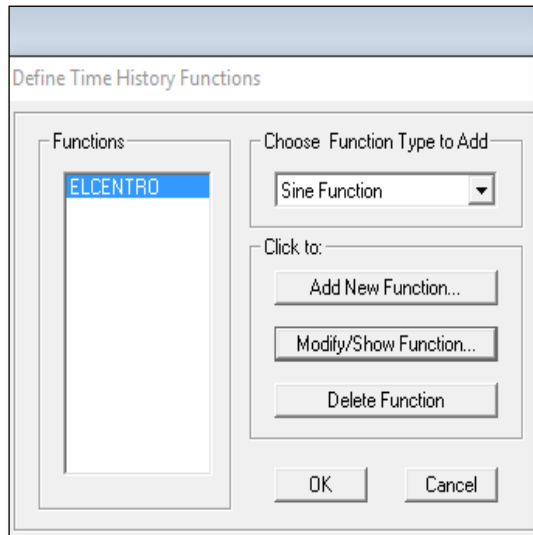 Define Time History Functions
Functions
ELCENTRO
Choose Function Type to Add
Sine Function
Click to:
Add New Function...
Modify/Show Function...
Delete Function
OK
Cancel